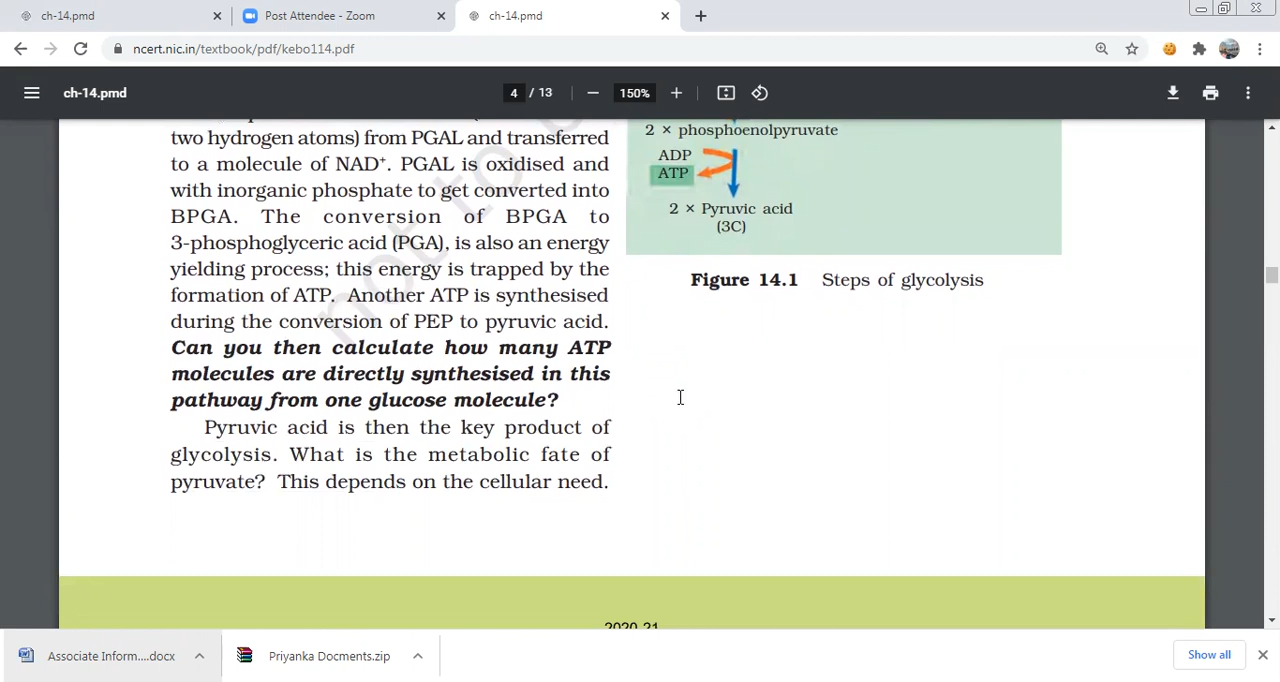 ch-14.pmd
Post Attendee - Zoom
ch-14.pmd
ncert.nic.in/textbook/pdf/kebo114.pdf
ch-14.pmd
4 / 13
150%
two hydrogen atoms) from PGAL and transferred
to a molecule of NAD⁺. PGAL is oxidised and
with inorganic phosphate to get converted into
BPGA. The conversion of BPGA to
3-phosphoglyceric acid (PGA), is also an energy
yielding process; this energy is trapped by the
formation of ATP. Another ATP is synthesised
during the conversion of PEP to pyruvic acid.
Can you then calculate how many ATP
molecules are directly synthesised in this
pathway from one glucose molecule?
Pyruvic acid is then the key product of
glycolysis. What is the metabolic fate of
pyruvate? This depends on the cellular need.
2 × phosphoenolpyruvate
ADP
ATP
2 × Pyruvic acid
(3C)
Figure 14.1 Steps of glycolysis
not to
2020-21
Associate Inform....docx
Priyanka Docments.zip
Show all